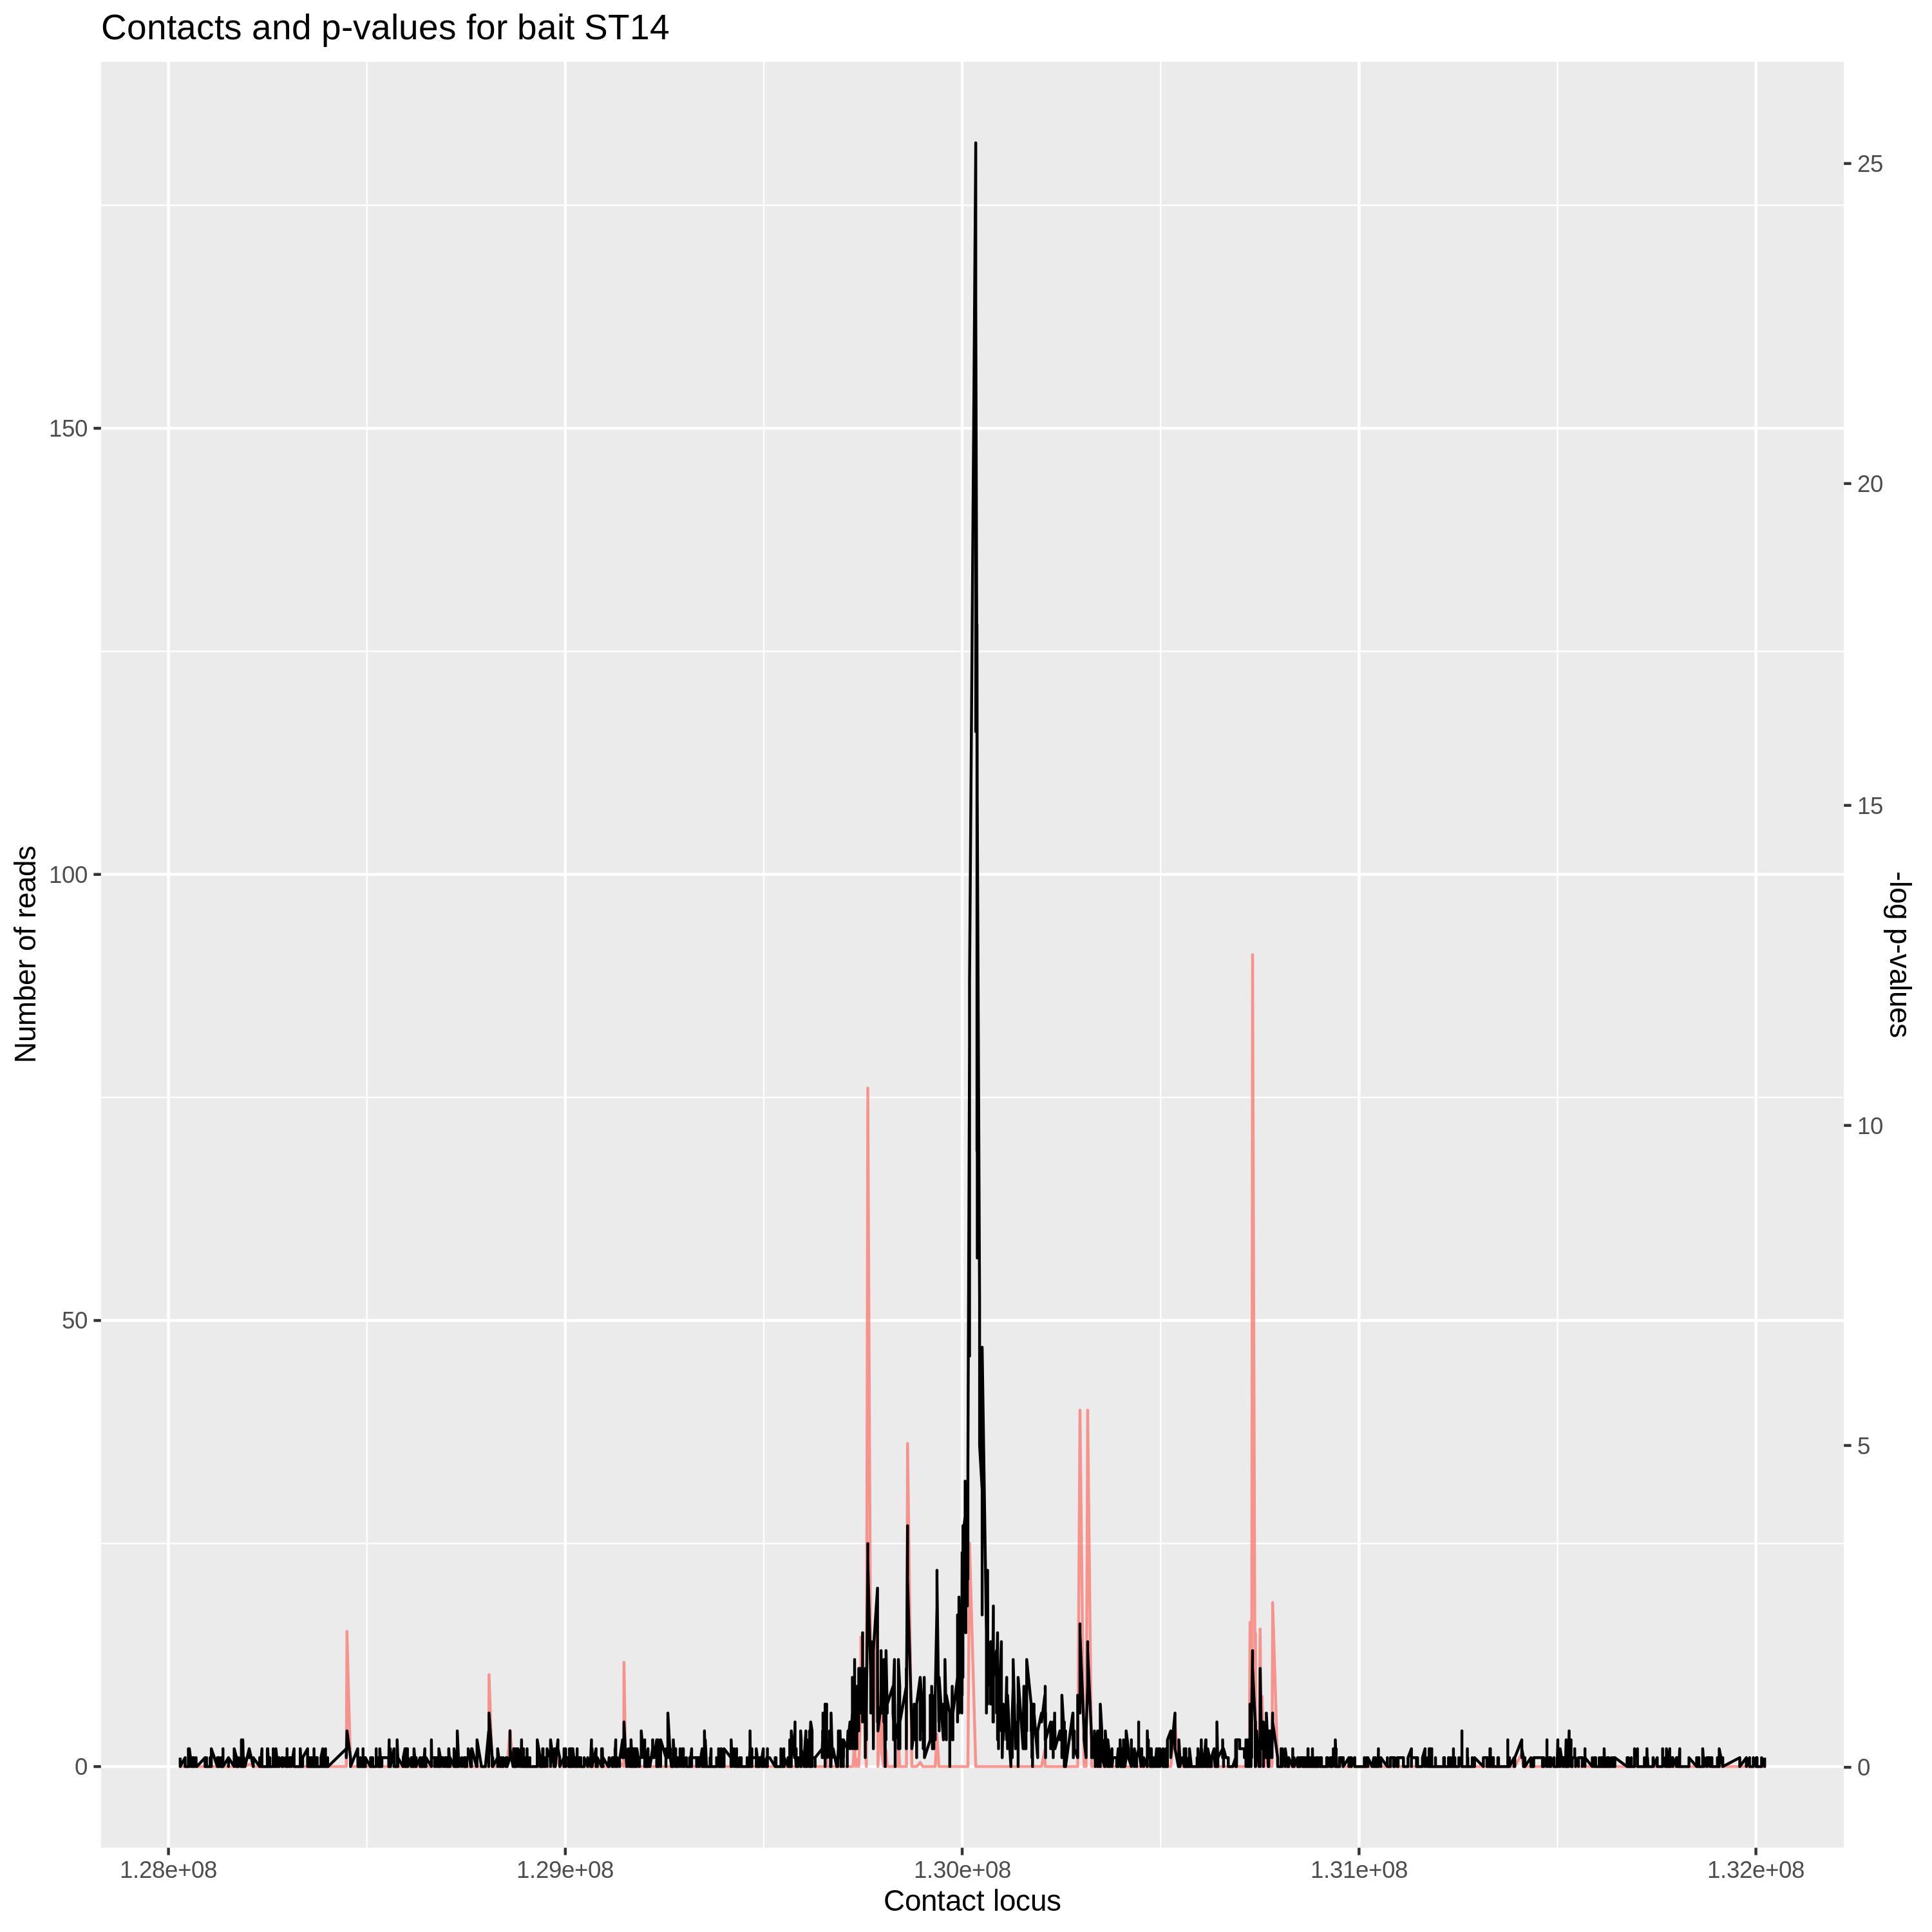 Contacts and p-values for bait ST14
Number of reads
150
100
50
0
25
20
15
10
5
0
-log p-values
1.28e+08 1.29e+08 1.30e+08 1.31e+08 1.32e+08
Contact locus